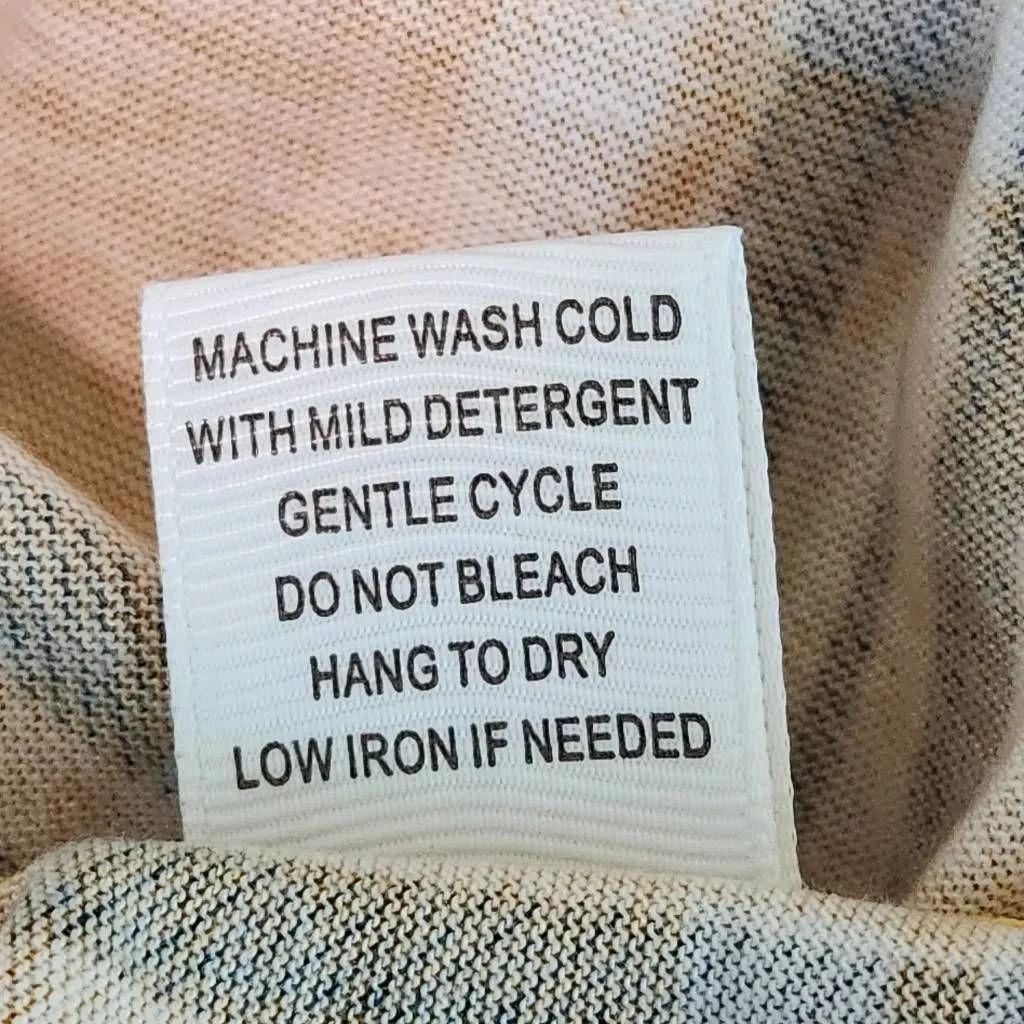 MACHINE WASH COLD
WITH MILD DETERGENT
GENTLE CYCLE
DO NOT BLEACH
HANG TO DRY
LOW IRON IF NEEDED